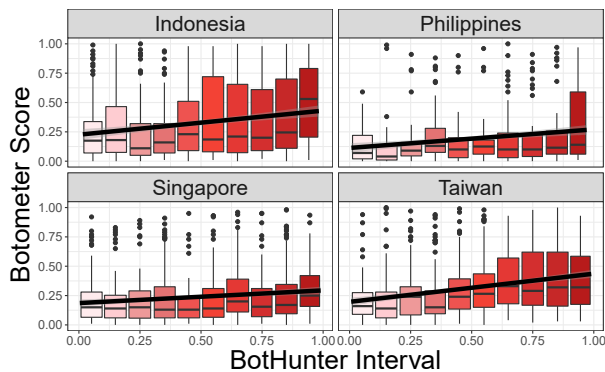 Indonesia Philippines
1.00
0.75
0.50
0.25
0.00
Singapore Taiwan
1.00
0.75
0.50
0.25
0.00
0.00 0.25 0.50 0.75 1.00 0.00 0.25 0.50 0.75 1.00
Botometer Score
BotHunter Interval